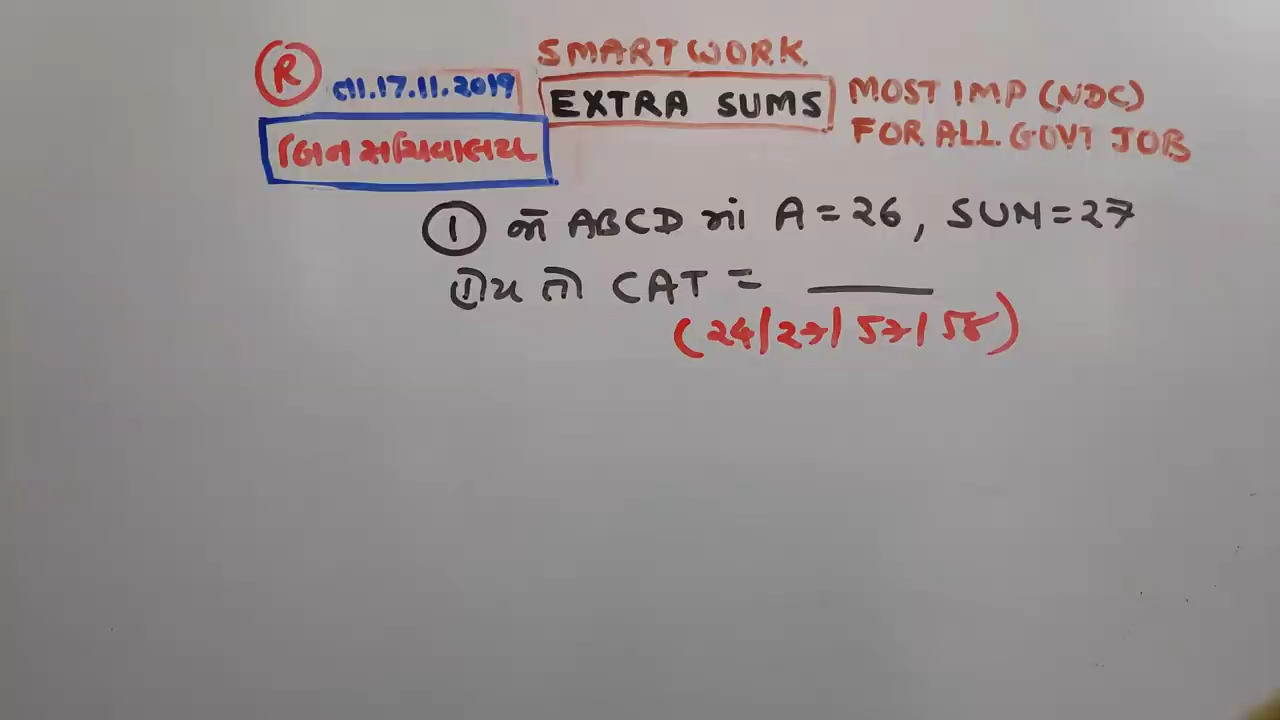 SMARTWORK
R તા.17.11.2019 EXTRA SUMS MOST IMP (NDC)
બિન સચિવાલય FOR ALL GOVT JOB
1 જો ABCD માં A = 26, SUN = 27
હોય તો CAT = ____
(24/27/57/58)